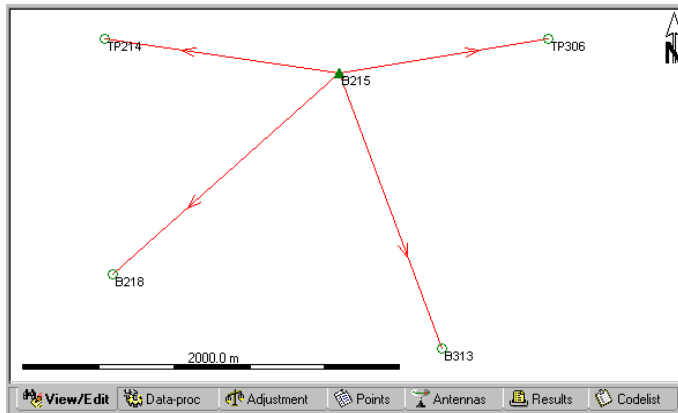 TP214
TP306
N
B215
B218
B313
2000.0 m
View/Edit Data-proc Adjustment Points Antennas Results Codelist